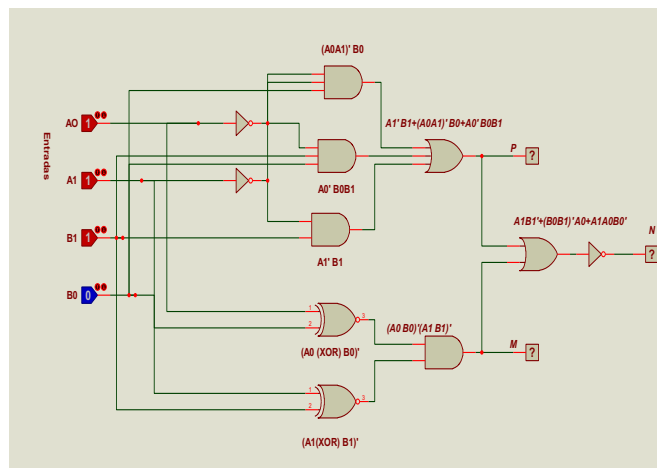 (A0A1)' B0
AO 1
A1' B1+(A0A1)' B0+A0' B0B1
Entradas
P ?
A1 1
A0' B0B1
A1B1'+(B0B1)'A0+A1A0B0'
N ?
B1 1
A1' B1
B0 0
1
2
3
(A0 B0)'(A1 B1)'
(A0 (XOR) B0)'
M ?
1
2
3
(A1(XOR) B1)'